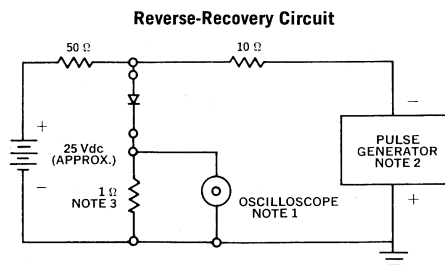 Reverse-Recovery Circuit
50 Ω
10 Ω
+
25 Vdc
(APPROX.)
−
1 Ω
NOTE 3
OSCILLOSCOPE
NOTE 1
−
PULSE
GENERATOR
NOTE 2
+